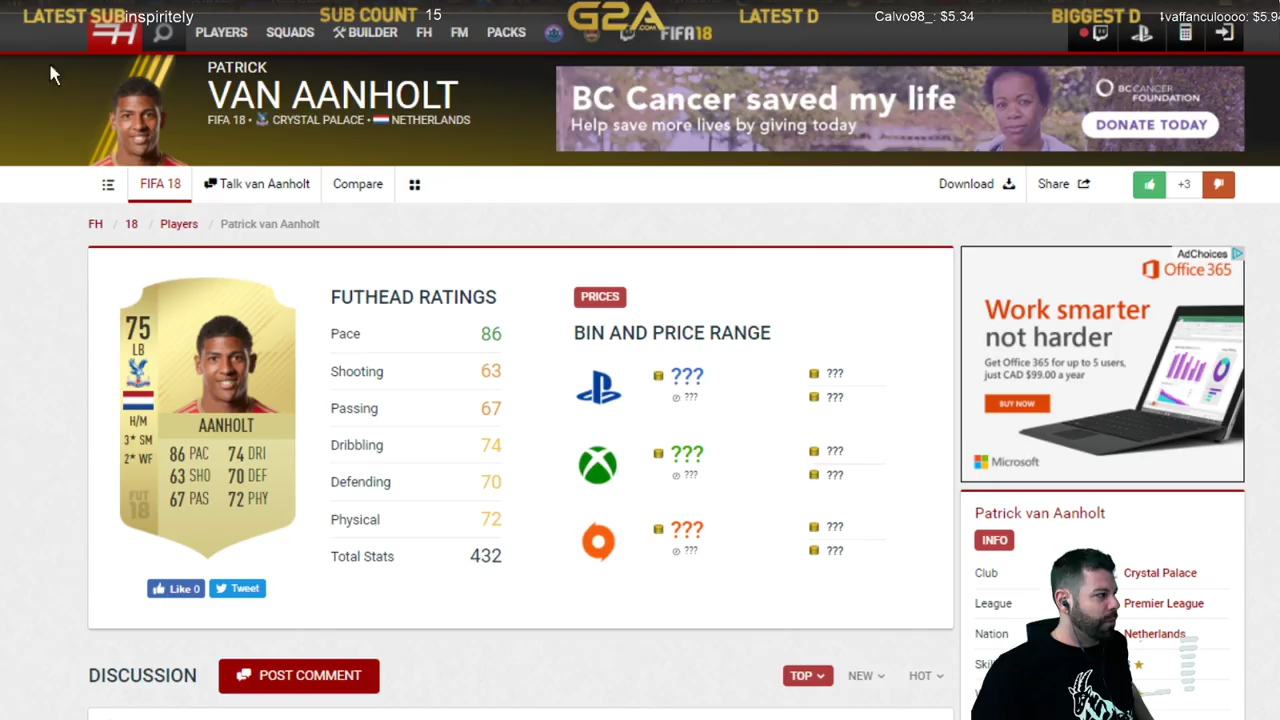 LATEST SUB inspiritely
SUB COUNT 15
G2A.COM
LATEST D
Calvo98_: $5.34
BIGGEST D
PLAYERS SQUADS BUILDER FH FM PACKS FIFA18
PATRICK
VAN AANHOLT
FIFA 18 • CRYSTAL PALACE • NETHERLANDS
BC Cancer saved my life
Help save more lives by giving today
BC CANCER
FOUNDATION
DONATE TODAY
FIFA 18 Talk van Aanholt Compare
Download Share +3
FH / 18 / Players / Patrick van Aanholt
75
LB
H/M
3* SM
2* WF
FUT
18
AANHOLT
86 PAC 74 DRI
63 SHO 70 DEF
67 PAS 72 PHY
Like 0 Tweet
FUTHEAD RATINGS
Pace 86
Shooting 63
Passing 67
Dribbling 74
Defending 70
Physical 72
Total Stats 432
PRICES
BIN AND PRICE RANGE
??? ???
??? ???
??? ???
??? ???
??? ???
??? ???
AdChoices
Office 365
Work smarter
not harder
Get Office 365 for up to 5 users,
just CAD $99.00 a year
BUY NOW
Microsoft
Patrick van Aanholt
INFO
Club Crystal Palace
League Premier League
Nation Netherlands
DISCUSSION POST COMMENT
TOP NEW HOT